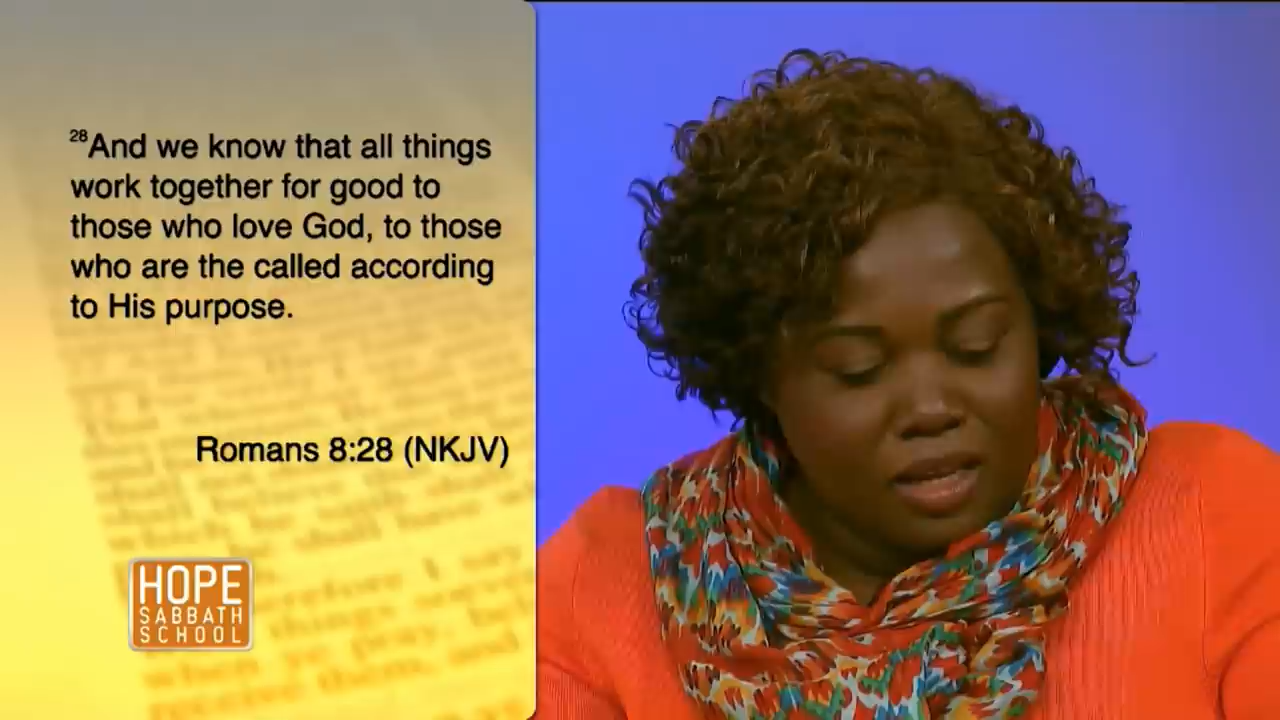 28And we know that all things
work together for good to
those who love God, to those
who are the called according
to His purpose.
Romans 8:28 (NKJV)
HOPE
SABBATH
SCHOOL